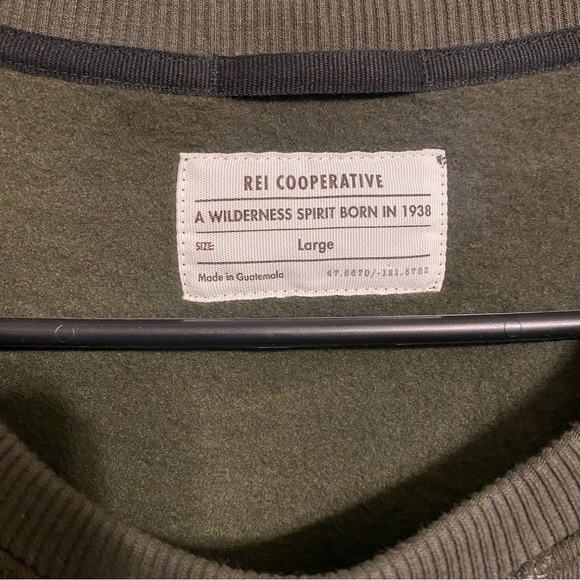 REI COOPERATIVE
A WILDERNESS SPIRIT BORN IN 1938
SIZE: Large
Made in Guatemala